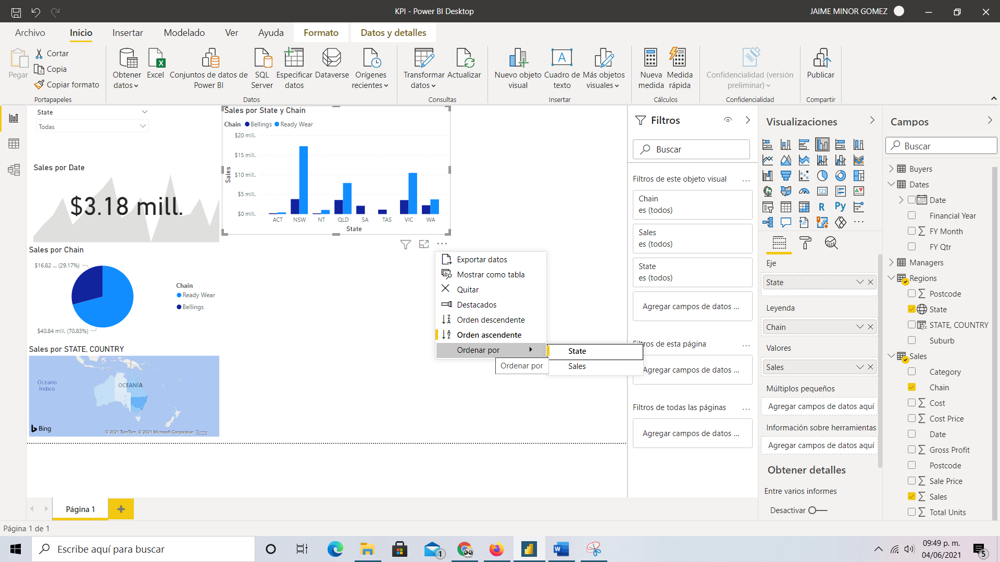 KPI - Power BI Desktop
JAIME MINOR GOMEZ
Archivo
Inicio
Insertar
Modelado
Ver
Ayuda
Formato
Datos y detalles
Pegar
Cortar
Copia
Copiar formato
Portapapeles
Obtener
datos
Excel
Conjuntos de datos de
Power BI
SQL
Server
Especificar
datos
Dataverse
Orígenes
recientes
Datos
Transformar
datos
Actualizar
Consultas
Nuevo objeto
visual
Cuadro de
texto
Más objetos
visuales
Insertar
Nueva
medida
Medida
rápida
Cálculos
Confidencialidad (versión
preliminar)
Confidencialidad
Publicar
Compartir
State
Todas
Sales por Date
$3.18 mill.
Sales por Chain
$16.82 ... (29.17%)
$40.84 mill. (70.83%)
Chain
Ready Wear
Bellings
Sales por STATE, COUNTRY
Océano
Índico
OCEANÍA
Bing
© 2021 TomTom, © 2021 Microsoft Corporation Terms
Sales por State y Chain
Chain Bellings Ready Wear
$20 mill.
$15 mill.
$10 mill.
$5 mill.
$0 mill.
Sales
ACT NSW NT QLD SA TAS VIC WA
State
Exportar datos
Mostrar como tabla
Quitar
Destacados
Orden descendente
Orden ascendente
Ordenar por
Ordenar por
State
Sales
Filtros
Buscar
Filtros de este objeto visual
...
Chain
es (todos)
Sales
es (todos)
State
es (todos)
Agregar campos de datos ...
Filtros de esta página
...
Agregar campos de datos ...
Filtros de todas las páginas
...
Agregar campos de datos ...
Visualizaciones
123
R
Py
...
Eje
State
Leyenda
Chain
Valores
Sales
Múltiplos pequeños
Agregar campos de datos aquí
Información sobre herramientas
Agregar campos de datos aquí
Obtener detalles
Entre varios informes
Desactivar
Campos
Buscar
Buyers
Dates
Date
Financial Year
FY Month
FY Qtr
Managers
Regions
Postcode
State
STATE, COUNTRY
Suburb
Sales
Category
Chain
Cost
Cost Price
Date
Gross Profit
Postcode
Sale Price
Sales
Total Units
Página 1
+
Página 1 de 1
Escribe aquí para buscar
1
09:49 p. m.
04/06/2021
5